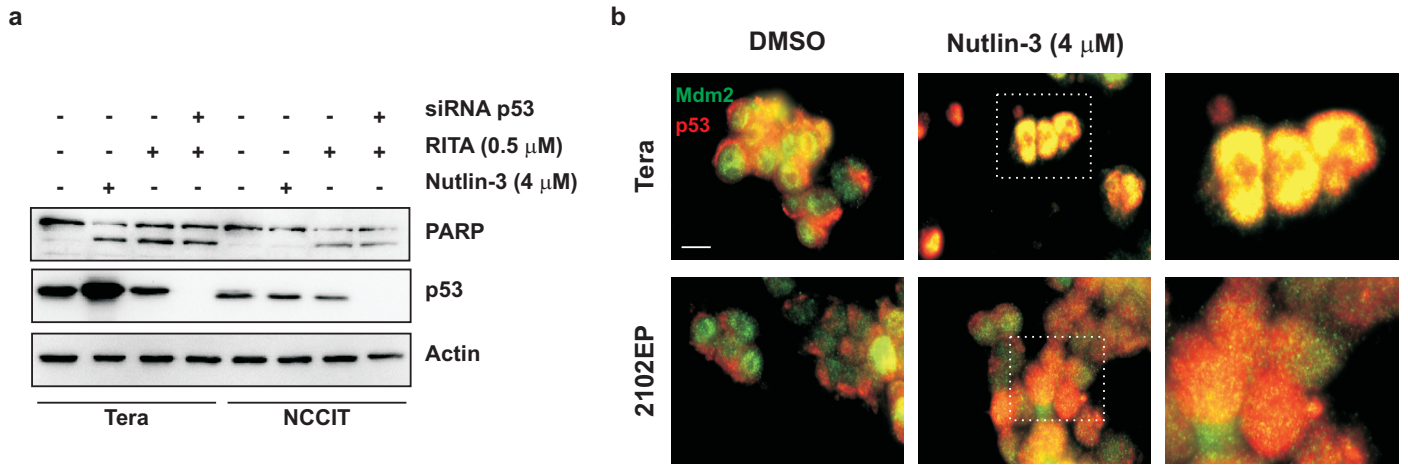 a
- - - + - - - + siRNA p53
- - + + - - + + RITA (0.5 μM)
- + - - - + - - Nutlin-3 (4 μM)
PARP
p53
Actin
Tera NCCIT
b
DMSO Nutlin-3 (4 μM)
Mdm2
p53
Tera
2102EP